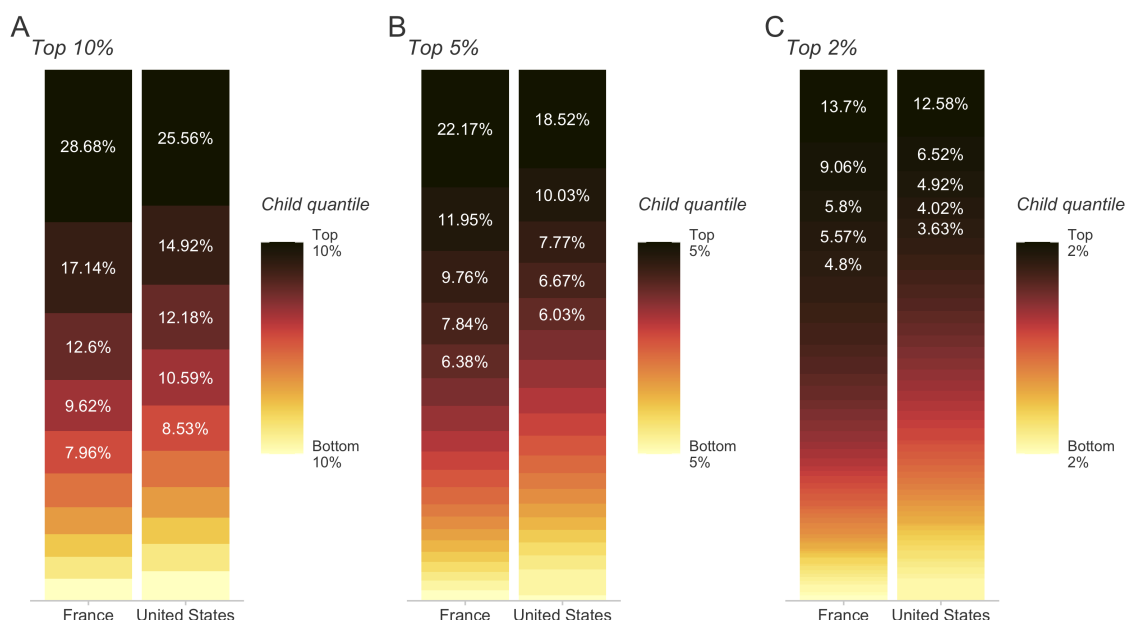 A
Top 10%
28.68%
17.14%
12.6%
9.62%
7.96%
25.56%
14.92%
12.18%
10.59%
8.53%
France
United States
Child quantile
Top
10%
Bottom
10%
B
Top 5%
22.17%
11.95%
9.76%
7.84%
6.38%
18.52%
10.03%
7.77%
6.67%
6.03%
France
United States
Child quantile
Top
5%
Bottom
5%
C
Top 2%
13.7%
9.06%
5.8%
5.57%
4.8%
12.58%
6.52%
4.92%
4.02%
3.63%
France
United States
Child quantile
Top
2%
Bottom
2%